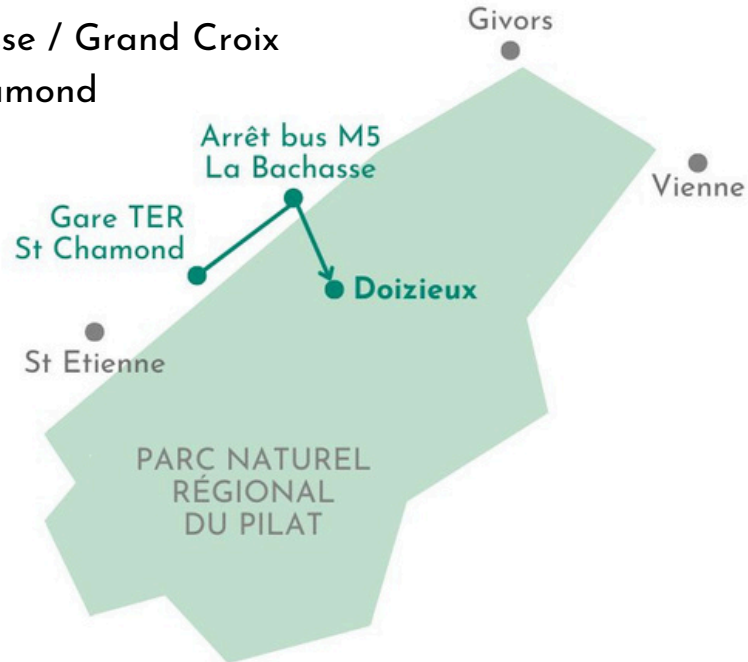 se / Grand Croix
amond
Givors
Arrêt bus M5
La Bachasse
Vienne
Gare TER
St Chamond
Doizieux
St Etienne
PARC NATUREL
RÉGIONAL
DU PILAT